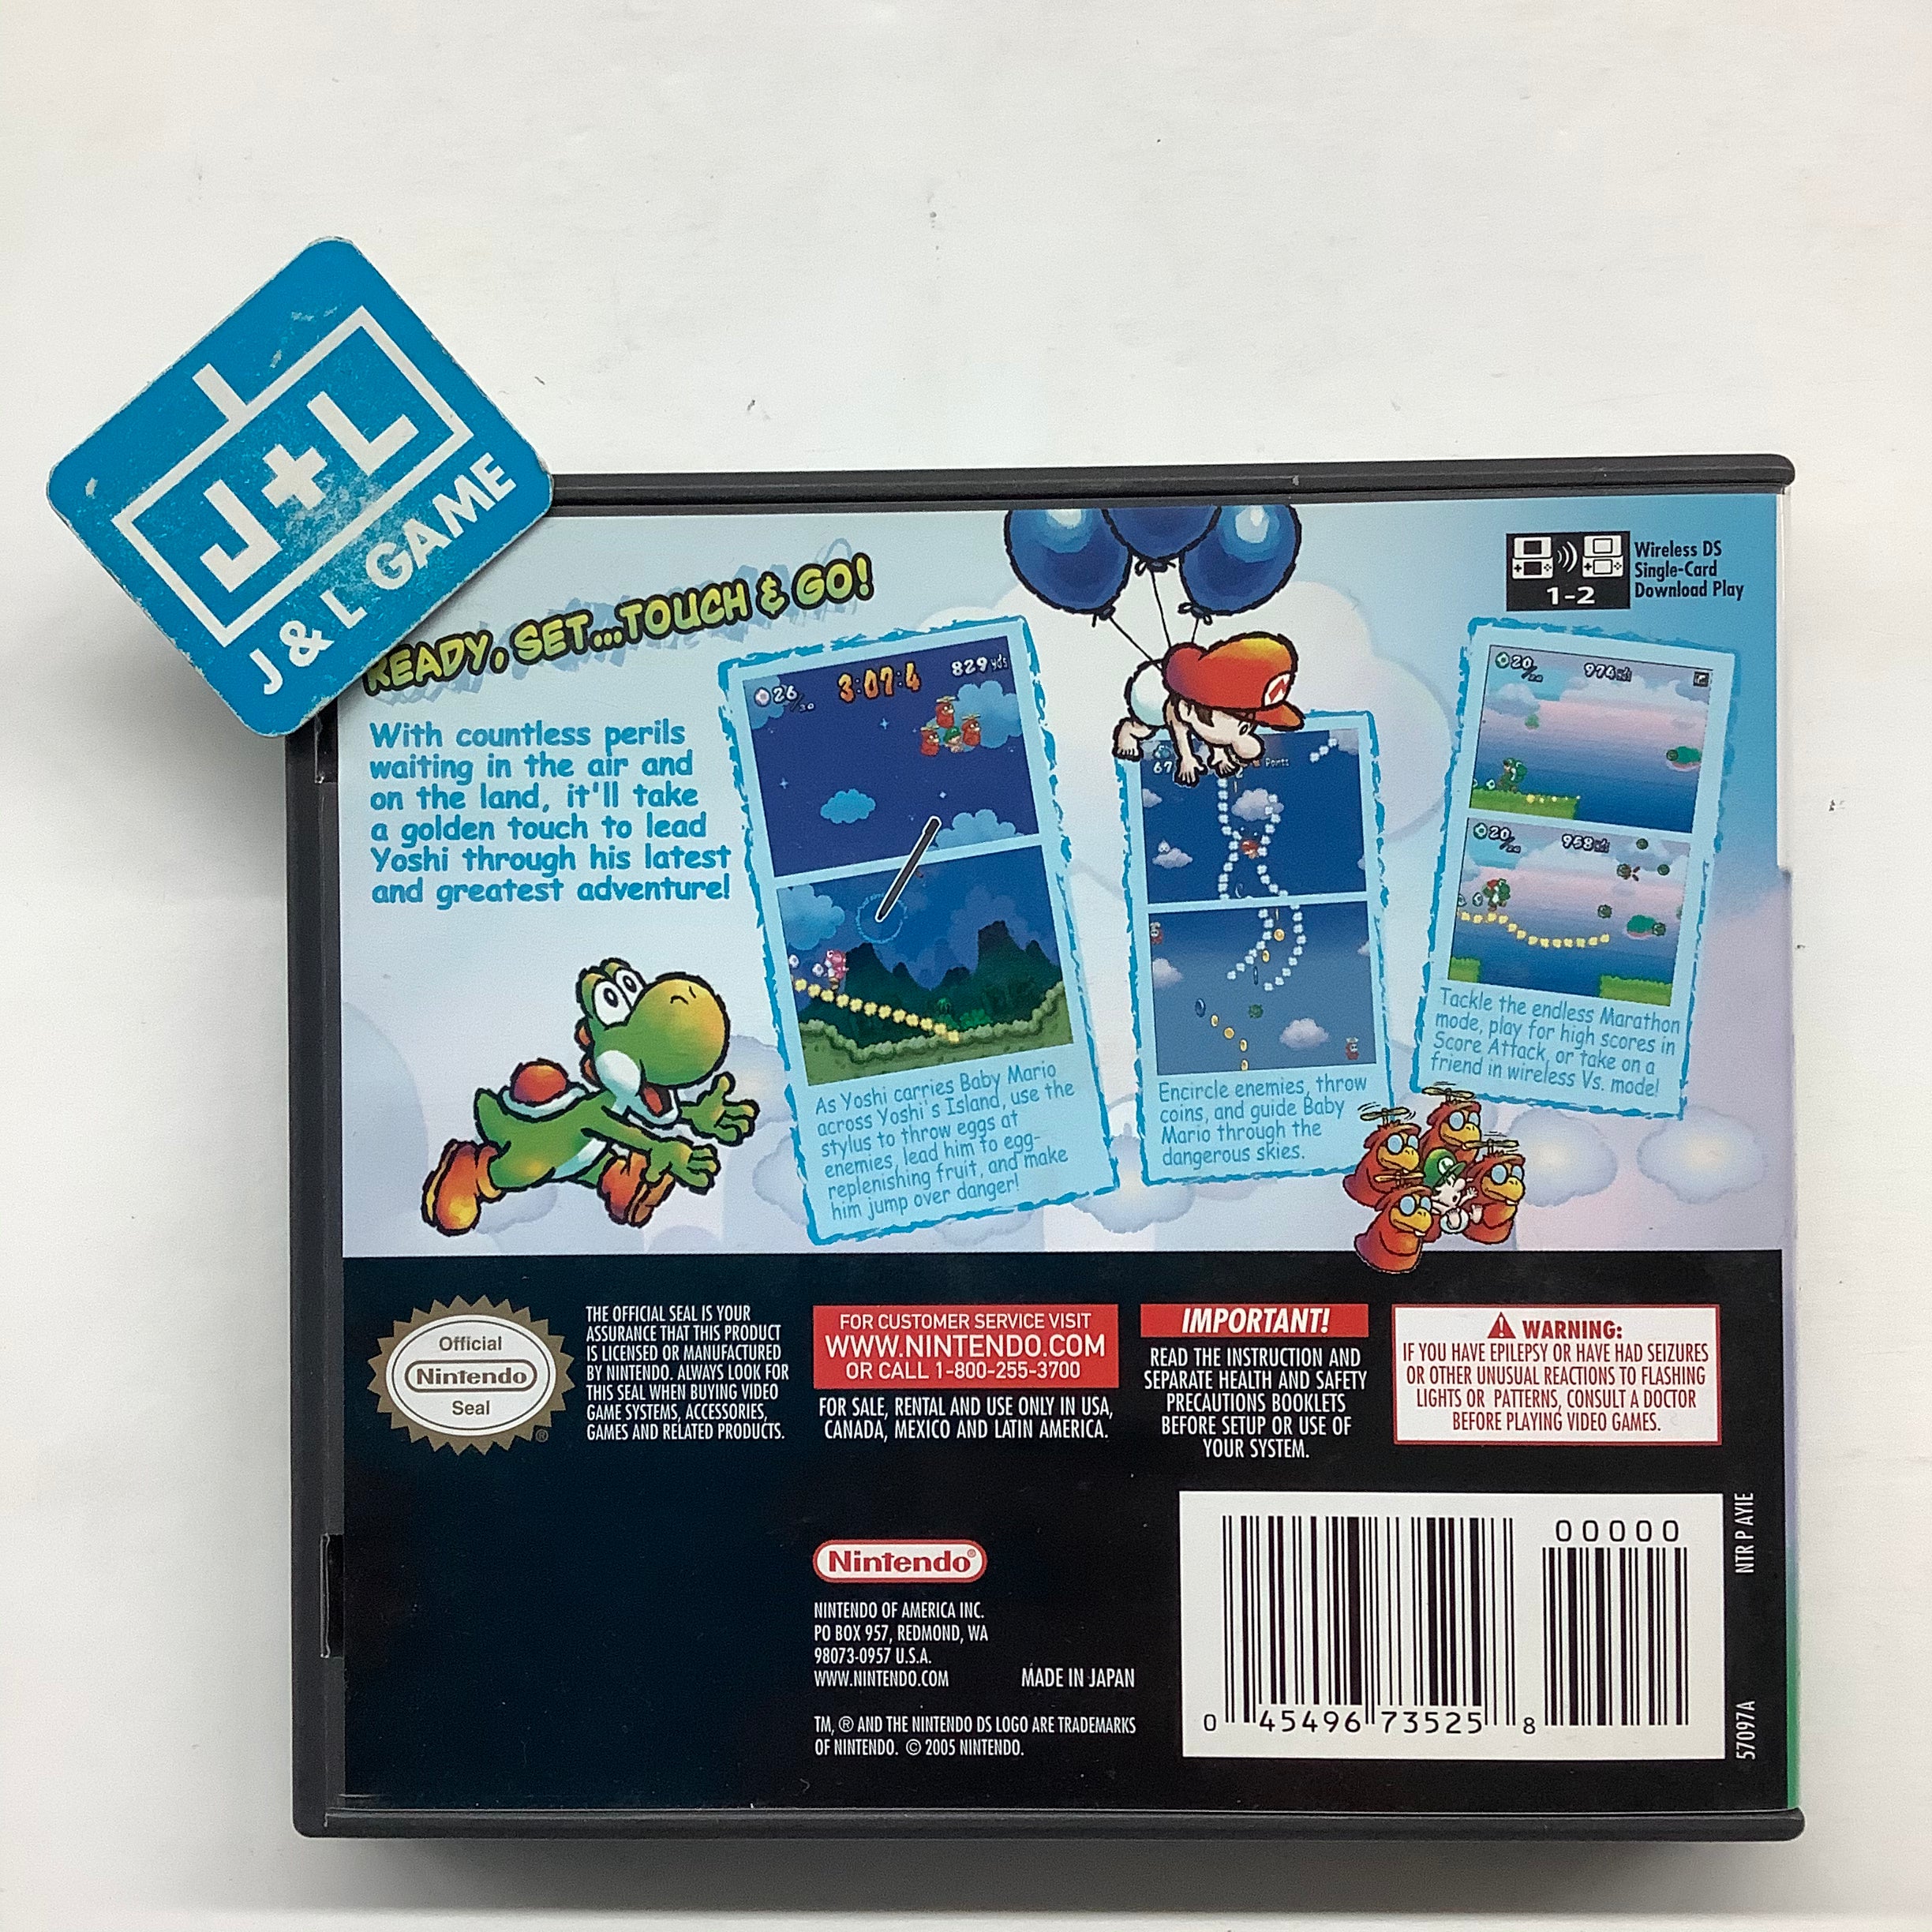 J+L
J & L GAME
READY, SET...TOUCH & GO!
With countless perils
waiting in the air and
on the land, it'll take
a golden touch to lead
Yoshi through his latest
and greatest adventure!
26/30
3:07:4
829 yds
As Yoshi carries Baby Mario
across Yoshi's Island, use the
stylus to throw eggs at
enemies, lead him to egg-
replenishing fruit, and make
him jump over danger!
67
Points
Encircle enemies, throw
coins, and guide Baby
Mario through the
dangerous skies.
1-2
Wireless DS
Single-Card
Download Play
20
974 yds
20
958 yds
Tackle the endless Marathon
mode, play for high scores in
Score Attack, or take on a
friend in wireless Vs. mode!
Official
Nintendo
Seal
®
THE OFFICIAL SEAL IS YOUR
ASSURANCE THAT THIS PRODUCT
IS LICENSED OR MANUFACTURED
BY NINTENDO. ALWAYS LOOK FOR
THIS SEAL WHEN BUYING VIDEO
GAME SYSTEMS, ACCESSORIES,
GAMES AND RELATED PRODUCTS.
FOR CUSTOMER SERVICE VISIT
WWW.NINTENDO.COM
OR CALL 1-800-255-3700
FOR SALE, RENTAL AND USE ONLY IN USA,
CANADA, MEXICO AND LATIN AMERICA.
IMPORTANT!
READ THE INSTRUCTION AND
SEPARATE HEALTH AND SAFETY
PRECAUTIONS BOOKLETS
BEFORE SETUP OR USE OF
YOUR SYSTEM.
WARNING:
IF YOU HAVE EPILEPSY OR HAVE HAD SEIZURES
OR OTHER UNUSUAL REACTIONS TO FLASHING
LIGHTS OR PATTERNS, CONSULT A DOCTOR
BEFORE PLAYING VIDEO GAMES.
Nintendo®
NINTENDO OF AMERICA INC.
PO BOX 957, REDMOND, WA
98073-0957 U.S.A.
WWW.NINTENDO.COM MADE IN JAPAN
TM, ® AND THE NINTENDO DS LOGO ARE TRADEMARKS
OF NINTENDO. © 2005 NINTENDO.
00000
0 45496 73525 8
NTR P AYIE
57097A